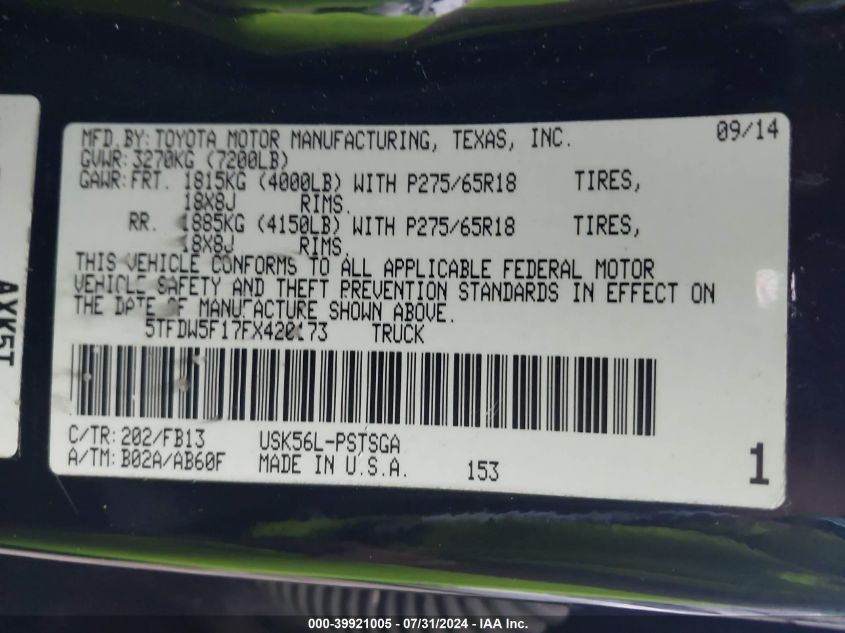 MFD.BY: TOYOTA MOTOR MANUFACTURING, TEXAS, INC. 09/14
GVWR: 3270KG (7200LB)
GAWR: FRT. 1815KG (4000LB) WITH P275/65R18 TIRES,
18X8J RIMS.
RR. 1885KG (4150LB) WITH P275/65R18 TIRES,
18X8J RIMS.
THIS VEHICLE CONFORMS TO ALL APPLICABLE FEDERAL MOTOR
VEHICLE SAFETY AND THEFT PREVENTION STANDARDS IN EFFECT ON
THE DATE OF MANUFACTURE SHOWN ABOVE.
5TFDW5F17FX420173 TRUCK
C/TR: 202/FB13 USK56L-PSTSGA
A/TM: B02A/AB60F MADE IN U.S.A. 153 1
AXK5T
000-39921005 / 07/31/2024 - IAA Inc.